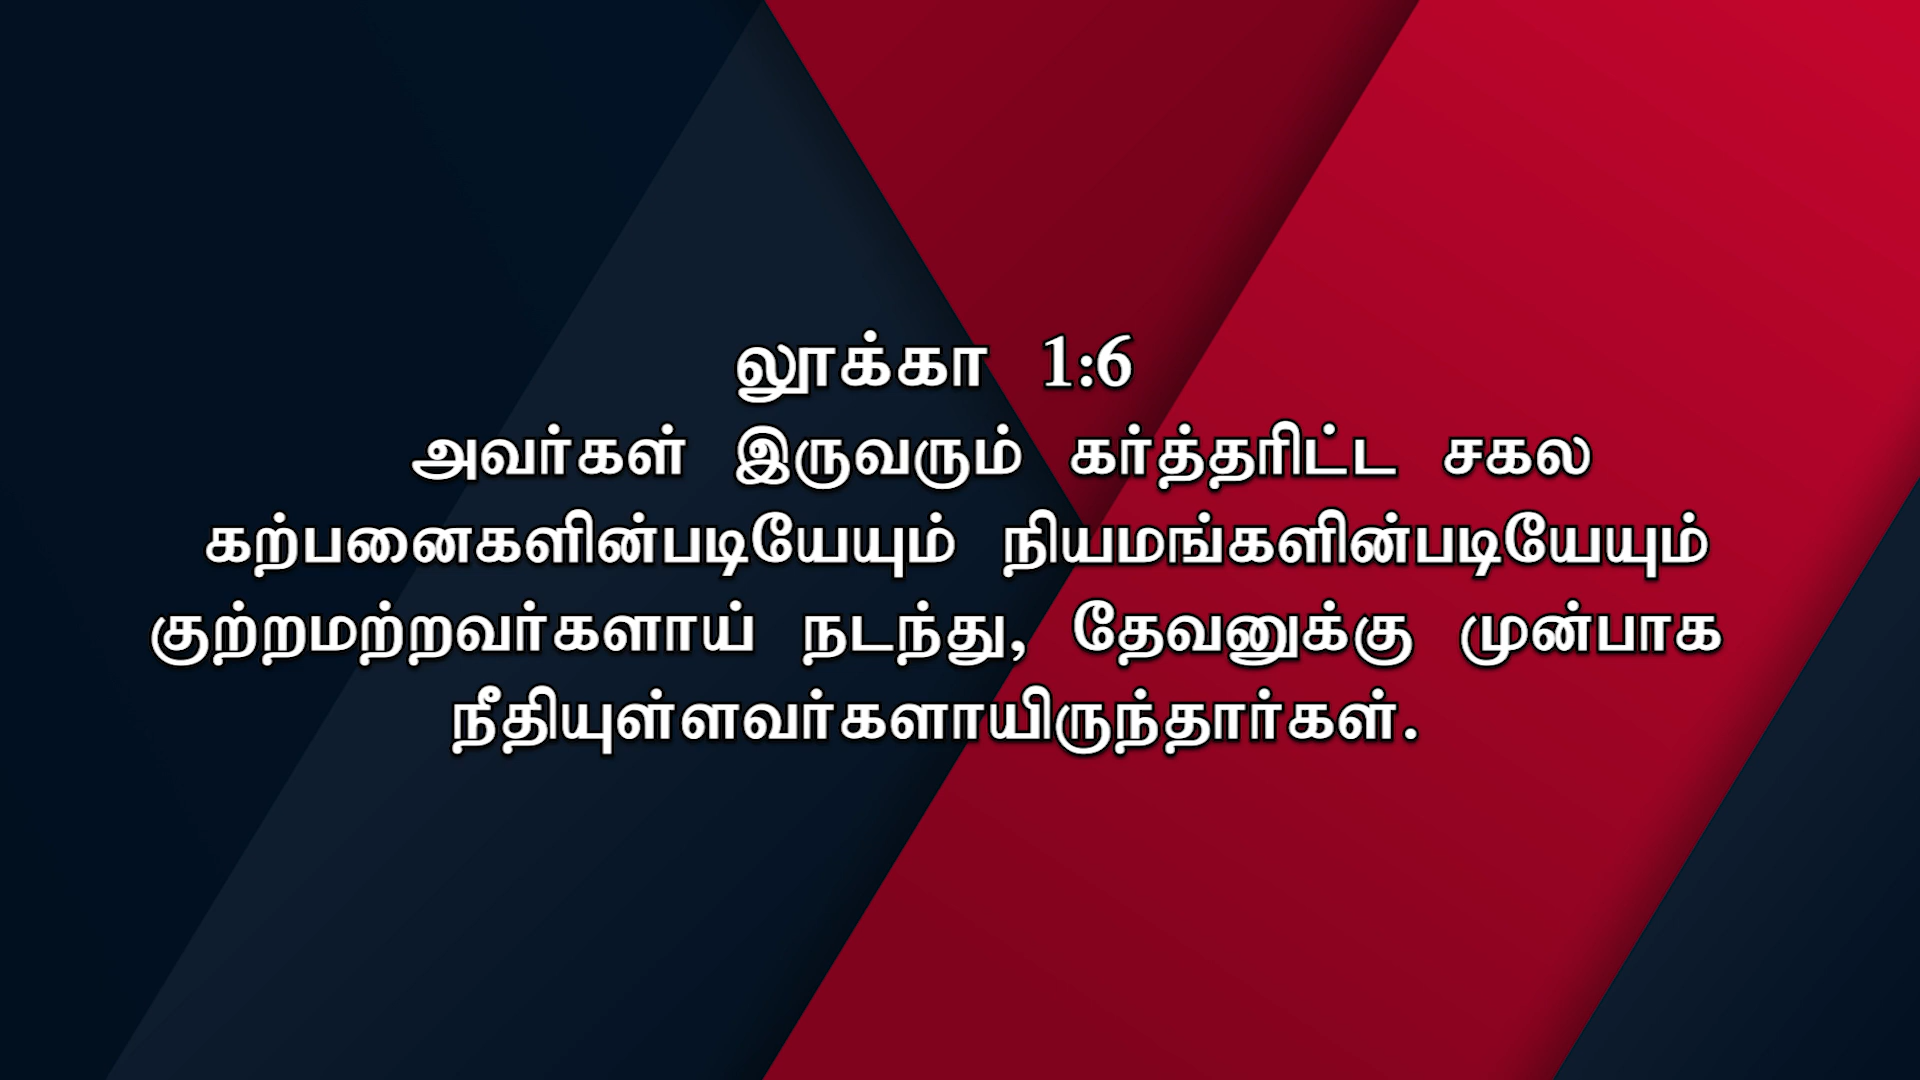 லூக்கா 1:6
அவர்கள் இருவரும் கர்த்தரிட்ட சகல
கற்பனைகளின்படியேயும் நியமங்களின்படியேயும்
குற்றமற்றவர்களாய் நடந்து, தேவனுக்கு முன்பாக
நீதியுள்ளவர்களாயிருந்தார்கள்.